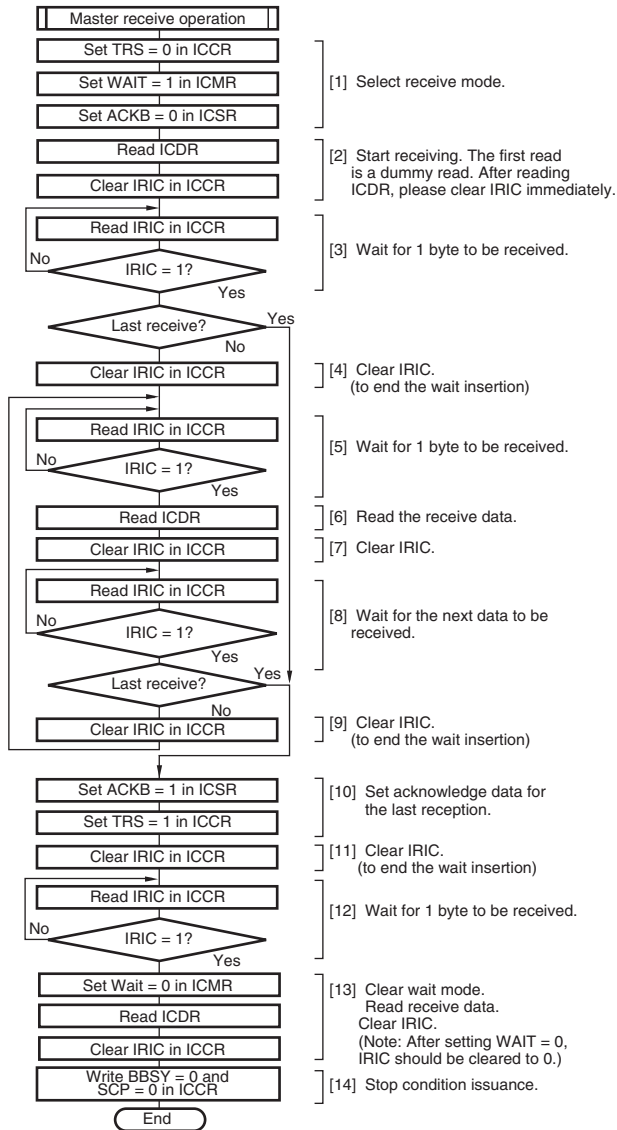 Master receive operation
Set TRS = 0 in ICCR
Set WAIT = 1 in ICMR
[1] Select receive mode.
Set ACKB = 0 in ICSR
Read ICDR
[2] Start receiving. The first read
is a dummy read. After reading
ICDR, please clear IRIC immediately.
Clear IRIC in ICCR
Read IRIC in ICCR
[3] Wait for 1 byte to be received.
No
IRIC = 1?
Yes
Last receive?
Yes
No
Clear IRIC in ICCR
[4] Clear IRIC.
(to end the wait insertion)
Read IRIC in ICCR
[5] Wait for 1 byte to be received.
No
IRIC = 1?
Yes
Read ICDR
[6] Read the receive data.
Clear IRIC in ICCR
[7] Clear IRIC.
Read IRIC in ICCR
[8] Wait for the next data to be
received.
No
IRIC = 1?
Yes
Last receive?
Yes
No
Clear IRIC in ICCR
[9] Clear IRIC.
(to end the wait insertion)
Set ACKB = 1 in ICSR
[10] Set acknowledge data for
the last reception.
Set TRS = 1 in ICCR
Clear IRIC in ICCR
[11] Clear IRIC.
(to end the wait insertion)
Read IRIC in ICCR
[12] Wait for 1 byte to be received.
No
IRIC = 1?
Yes
Set Wait = 0 in ICMR
[13] Clear wait mode.
Read receive data.
Clear IRIC.
(Note: After setting WAIT = 0,
IRIC should be cleared to 0.)
Read ICDR
Clear IRIC in ICCR
Write BBSY = 0 and
SCP = 0 in ICCR
[14] Stop condition issuance.
End